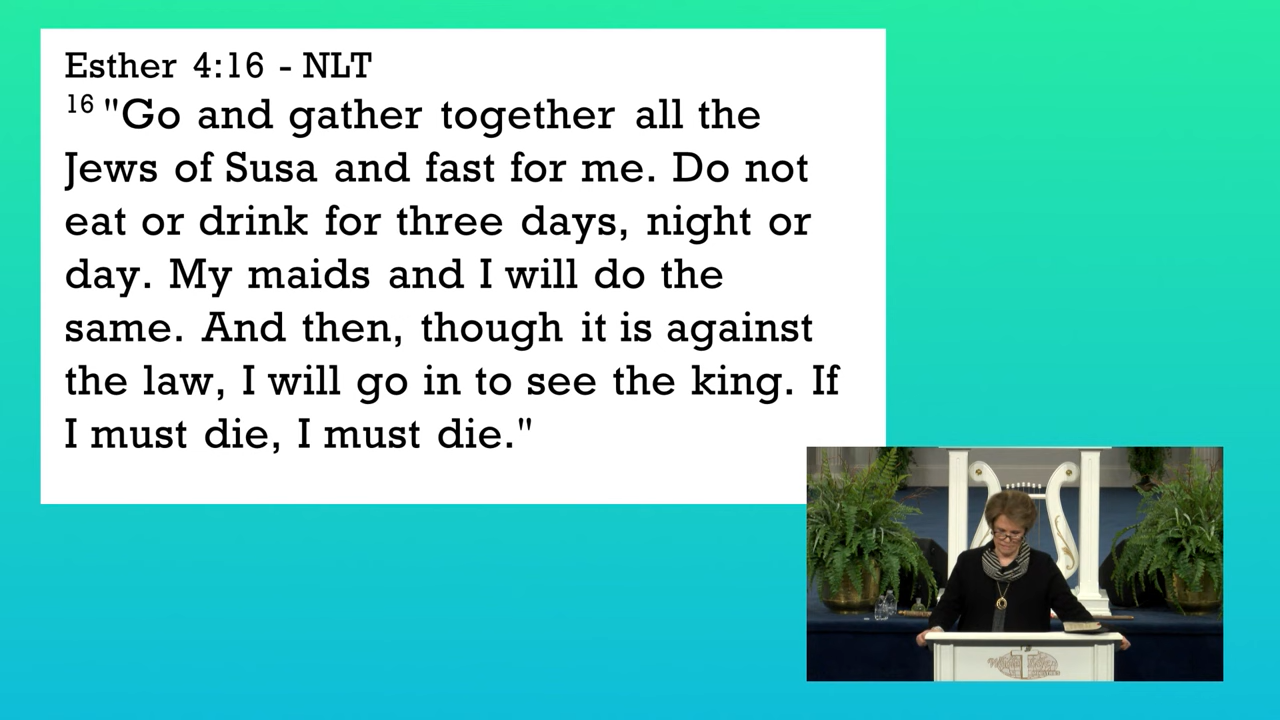 Esther 4:16 - NLT
16 "Go and gather together all the
Jews of Susa and fast for me. Do not
eat or drink for three days, night or
day. My maids and I will do the
same. And then, though it is against
the law, I will go in to see the king. If
I must die, I must die."